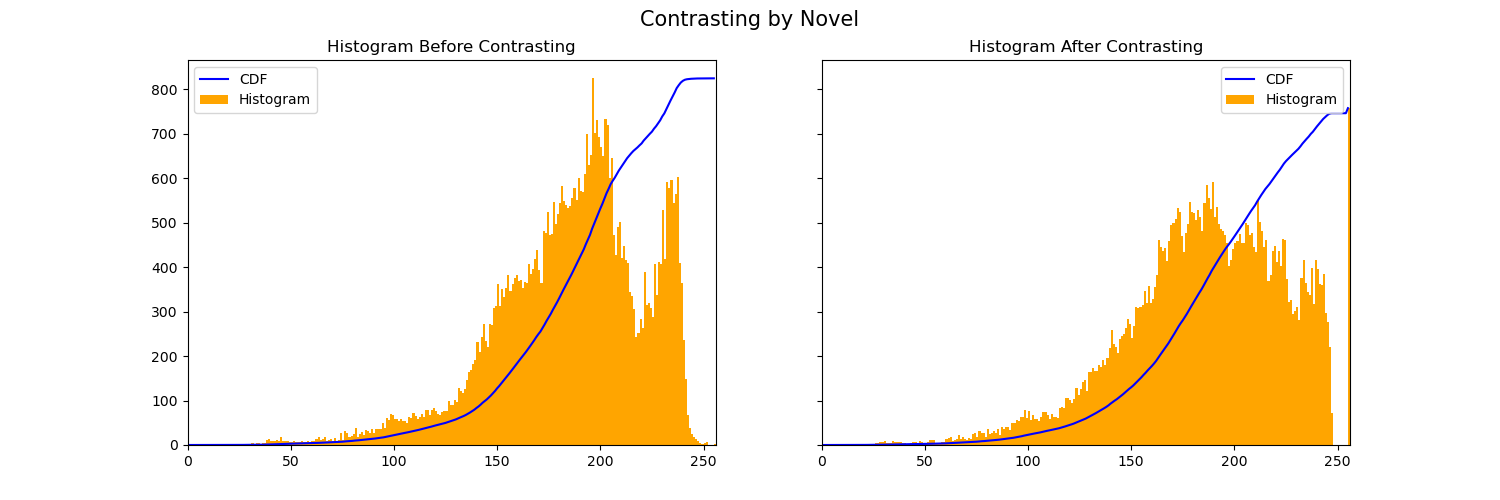 Contrasting by Novel
Histogram Before Contrasting
CDF
Histogram
800
700
600
500
400
300
200
100
0
0 50 100 150 200 250
Histogram After Contrasting
CDF
Histogram
0 50 100 150 200 250